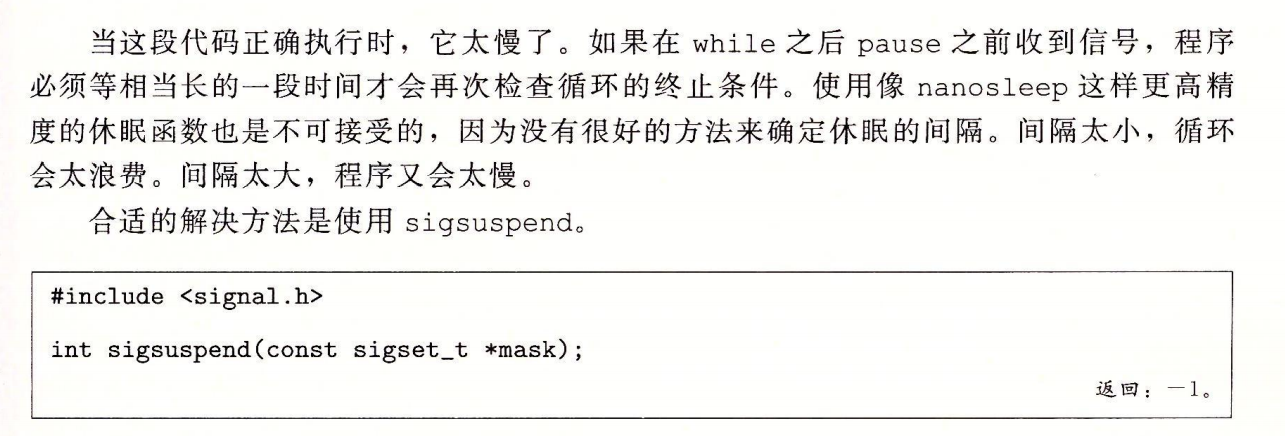 当这段代码正确执行时，它太慢了。如果在 while 之后 pause 之前收到信号，程序
必须等相当长的一段时间才会再次检查循环的终止条件。使用像 nanosleep 这样更高精
度的休眠函数也是不可接受的，因为没有很好的方法来确定休眠的间隔。间隔太小，循环
会太浪费。间隔太大，程序又会太慢。
合适的解决方法是使用 sigsuspend。
#include <signal.h>
int sigsuspend(const sigset_t *mask);
返回：－1。